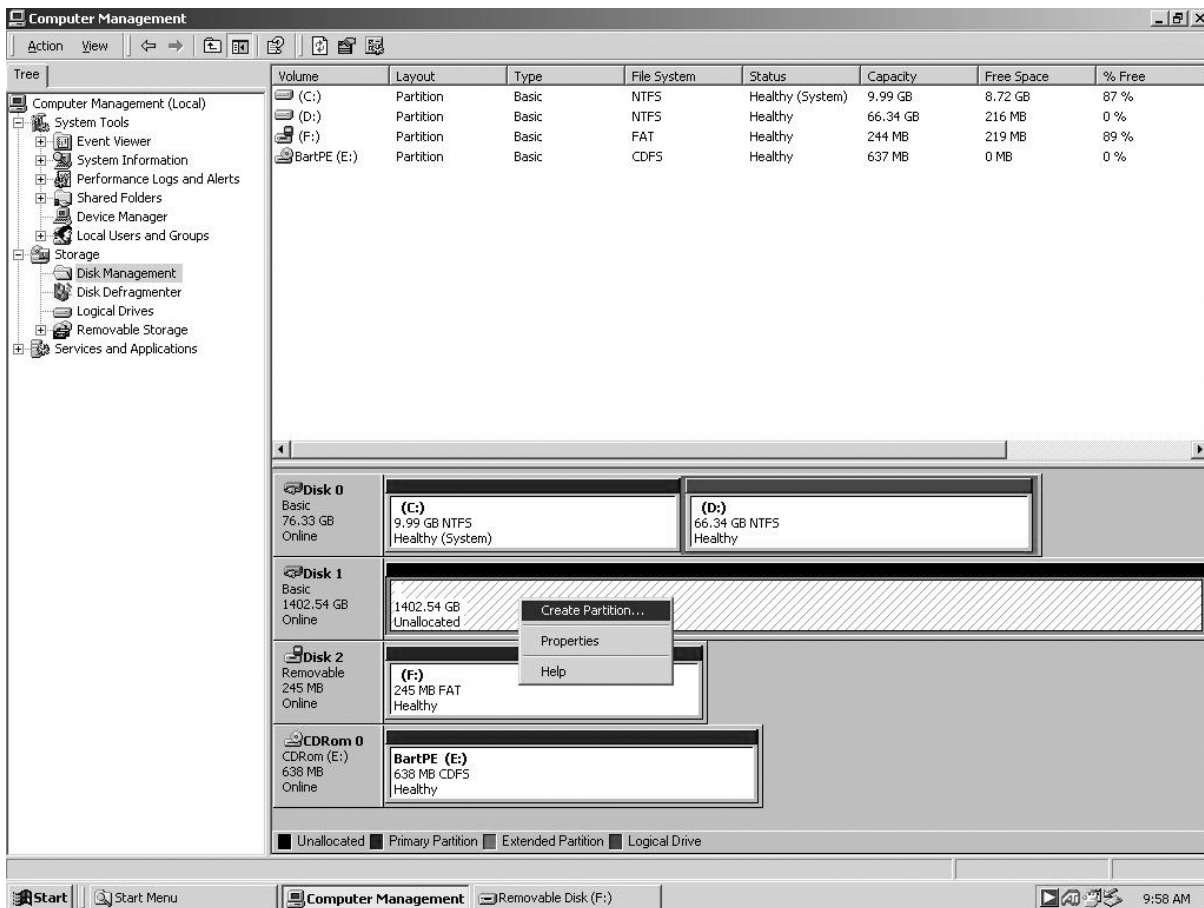 Computer Management
Action View
Tree
Computer Management (Local)
System Tools
Event Viewer
System Information
Performance Logs and Alerts
Shared Folders
Device Manager
Local Users and Groups
Storage
Disk Management
Disk Defragmenter
Logical Drives
Removable Storage
Services and Applications
Volume Layout Type File System Status Capacity Free Space % Free
(C:) Partition Basic NTFS Healthy (System) 9.99 GB 8.72 GB 87 %
(D:) Partition Basic NTFS Healthy 66.34 GB 216 MB 0 %
(F:) Partition Basic FAT Healthy 244 MB 219 MB 89 %
BartPE (E:) Partition Basic CDFS Healthy 637 MB 0 MB 0 %
Disk 0
Basic
76.33 GB
Online
(C:)
9.99 GB NTFS
Healthy (System)
(D:)
66.34 GB NTFS
Healthy
Disk 1
Basic
1402.54 GB
Online
1402.54 GB
Unallocated
Create Partition...
Properties
Help
Disk 2
Removable
245 MB
Online
(F:)
245 MB FAT
Healthy
CDRom 0
CDRom (E:)
638 MB
Online
BartPE (E:)
638 MB CDFS
Healthy
Unallocated Primary Partition Extended Partition Logical Drive
Start Start Menu Computer Management Removable Disk (F:) 9:58 AM